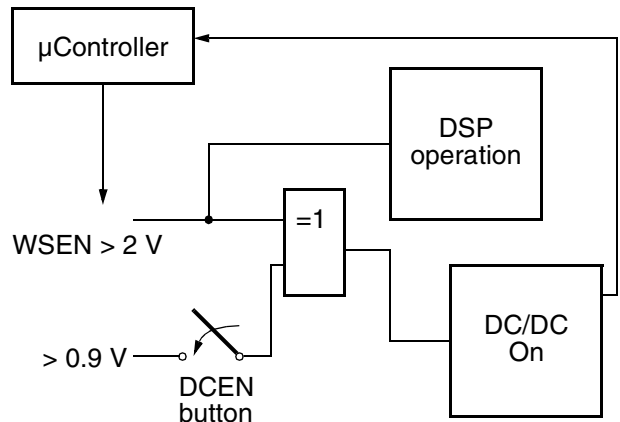 µController
DSP
operation
=1
WSEN > 2 V
DC/DC
On
> 0.9 V
DCEN
button